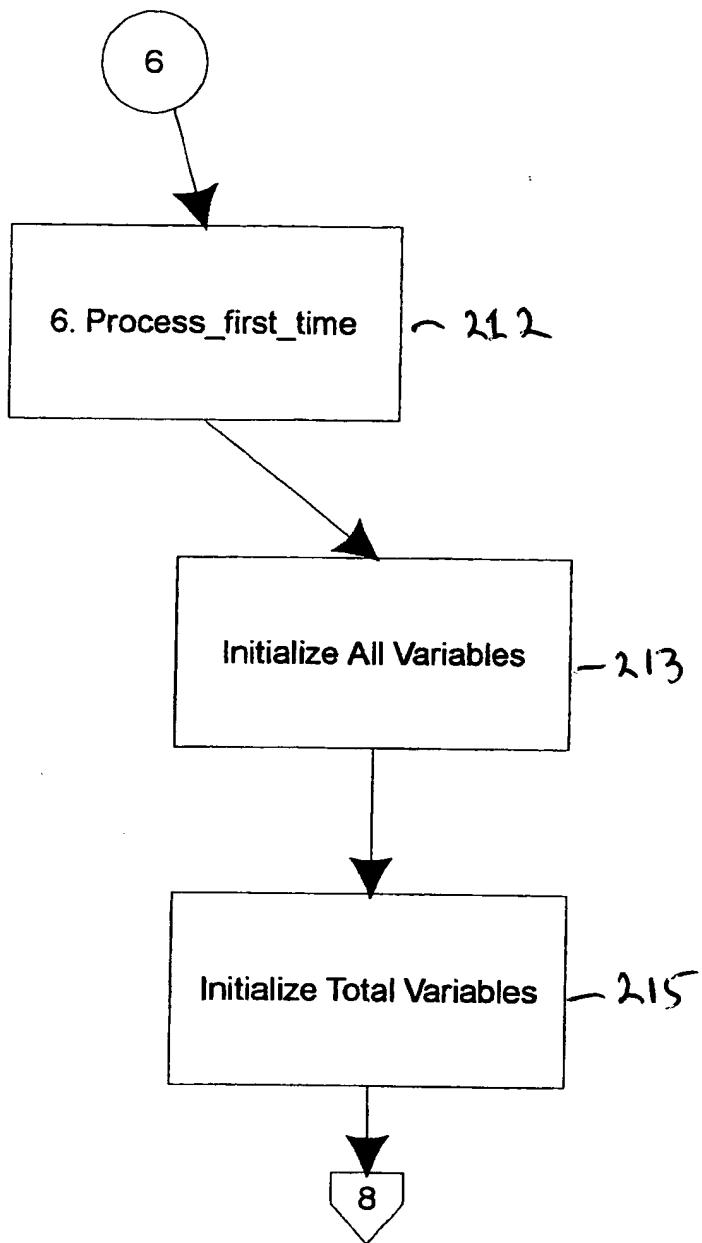 6
6. Process_first_time 212
Initialize All Variables 213
Initialize Total Variables 215
8